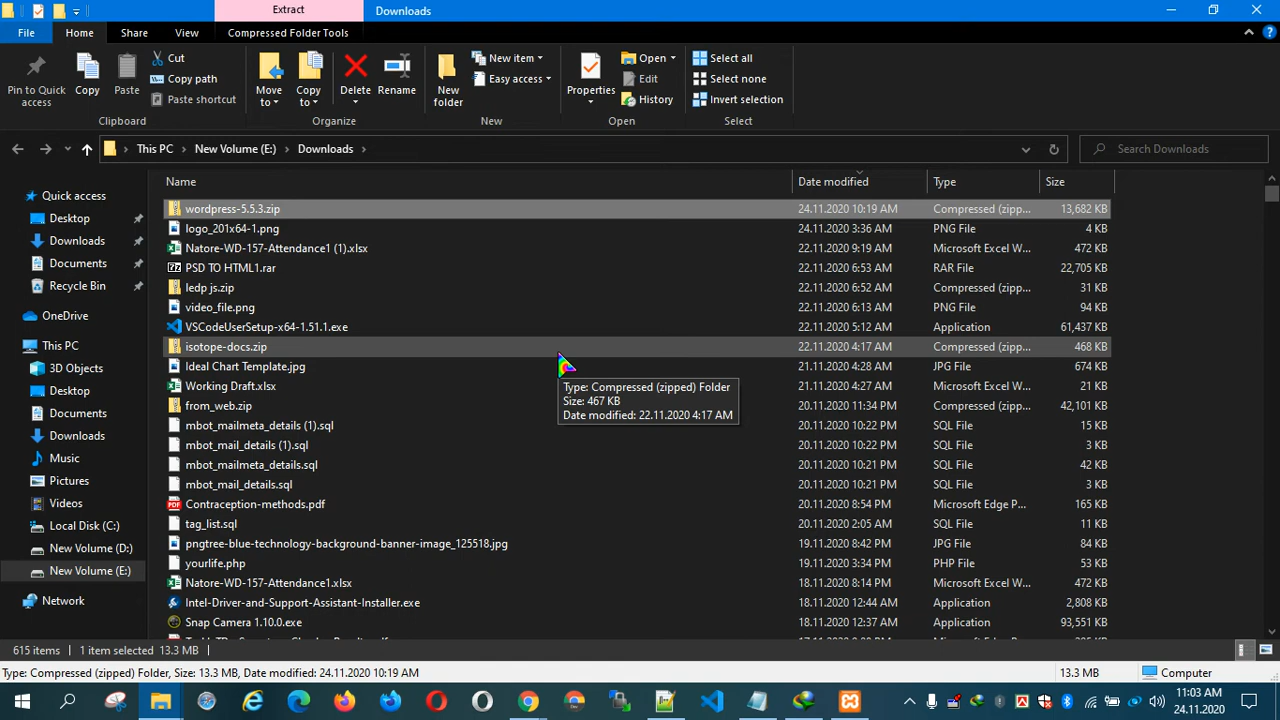 Extract
Downloads
File
Home
Share
View
Compressed Folder Tools
Pin to Quick access
Copy
Paste
Cut
Copy path
Paste shortcut
Clipboard
Move to
Copy to
Delete
Rename
Organize
New folder
New item
Easy access
New
Properties
Open
Edit
History
Open
Select all
Select none
Invert selection
Select
This PC
New Volume (E:)
Downloads
Search Downloads
Name
Date modified
Type
Size
Quick access
Desktop
Downloads
Documents
Recycle Bin
OneDrive
This PC
3D Objects
Desktop
Documents
Downloads
Music
Pictures
Videos
Local Disk (C:)
New Volume (D:)
New Volume (E:)
Network
wordpress-5.5.3.zip 24.11.2020 10:19 AM Compressed (zipp... 13,682 KB
logo_201x64-1.png 24.11.2020 3:36 AM PNG File 4 KB
Natore-WD-157-Attendance1 (1).xlsx 22.11.2020 9:19 AM Microsoft Excel W... 472 KB
PSD TO HTML1.rar 22.11.2020 6:53 AM RAR File 22,705 KB
ledp js.zip 22.11.2020 6:52 AM Compressed (zipp... 31 KB
video_file.png 22.11.2020 6:13 AM PNG File 94 KB
VSCodeUserSetup-x64-1.51.1.exe 22.11.2020 5:12 AM Application 61,437 KB
isotope-docs.zip 22.11.2020 4:17 AM Compressed (zipp... 468 KB
Ideal Chart Template.jpg 21.11.2020 4:28 AM JPG File 674 KB
Working Draft.xlsx 21.11.2020 4:27 AM Microsoft Excel W... 23 KB
from_web.zip 20.11.2020 11:34 PM Compressed (zipp... 42,101 KB
mbot_mailmeta_details (1).sql 20.11.2020 10:22 PM SQL File 15 KB
mbot_mail_details (1).sql 20.11.2020 10:22 PM SQL File 3 KB
mbot_mailmeta_details.sql 20.11.2020 10:21 PM SQL File 42 KB
mbot_mail_details.sql 20.11.2020 10:21 PM SQL File 3 KB
Contraception-methods.pdf 20.11.2020 8:54 PM Microsoft Edge P... 165 KB
tag_list.sql 20.11.2020 2:05 AM SQL File 11 KB
pngtree-blue-technology-background-banner-image_125518.jpg 19.11.2020 8:42 PM JPG File 84 KB
yourlife.php 19.11.2020 3:34 PM PHP File 53 KB
Natore-WD-157-Attendance1.xlsx 18.11.2020 8:14 PM Microsoft Excel W... 472 KB
Intel-Driver-and-Support-Assistant-Installer.exe 18.11.2020 12:44 AM Application 2,808 KB
Snap Camera 1.10.0.exe 18.11.2020 12:37 AM Application 93,551 KB
Type: Compressed (zipped) Folder
Size: 467 KB
Date modified: 22.11.2020 4:17 AM
615 items
1 item selected 13.3 MB
Type: Compressed (zipped) Folder, Size: 13.3 MB, Date modified: 24.11.2020 10:19 AM
13.3 MB
Computer
11:03 AM
24.11.2020